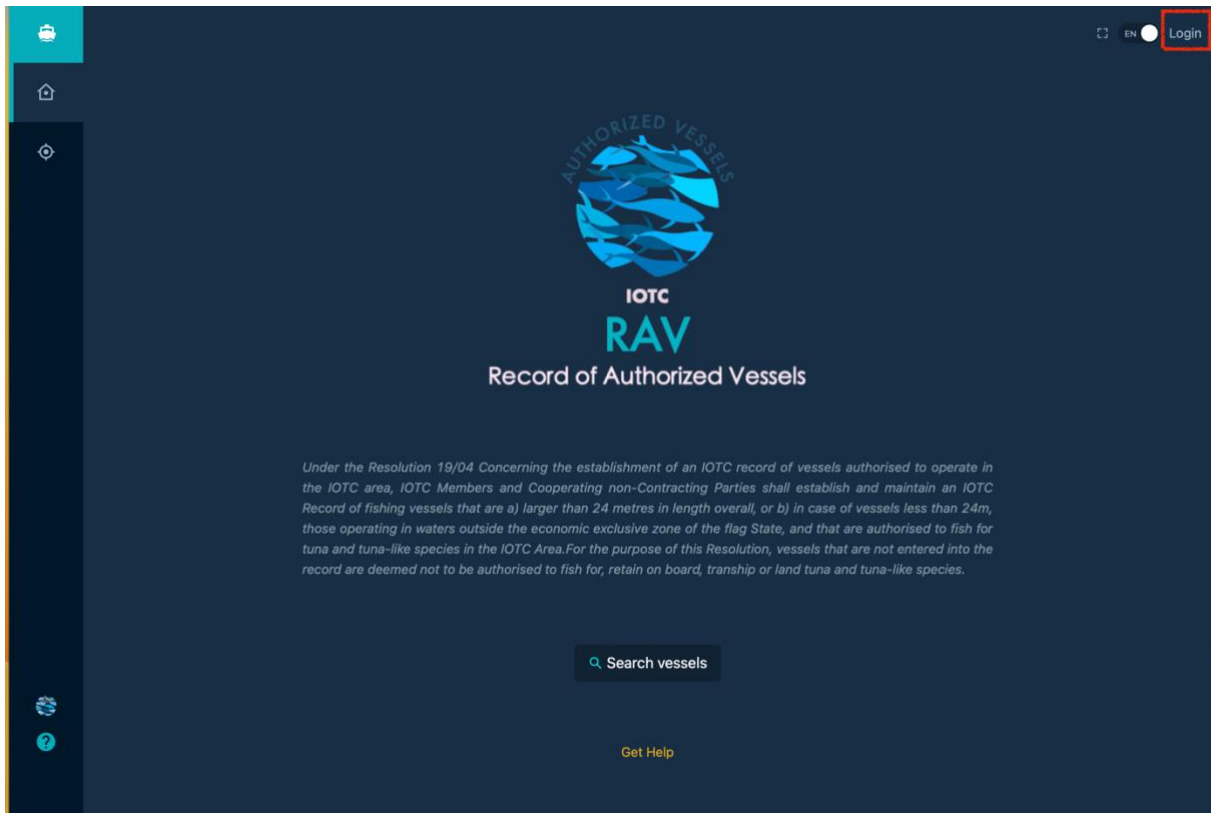 EN
Login
AUTHORIZED VESSELS
IOTC
RAV
Record of Authorized Vessels
Under the Resolution 19/04 Concerning the establishment of an IOTC record of vessels authorised to operate in
the IOTC area, IOTC Members and Cooperating non-Contracting Parties shall establish and maintain an IOTC
Record of fishing vessels that are a) larger than 24 metres in length overall, or b) in case of vessels less than 24m,
those operating in waters outside the economic exclusive zone of the flag State, and that are authorised to fish for
tuna and tuna-like species in the IOTC Area.For the purpose of this Resolution, vessels that are not entered into the
record are deemed not to be authorised to fish for, retain on board, tranship or land tuna and tuna-like species.
Search vessels
?
Get Help